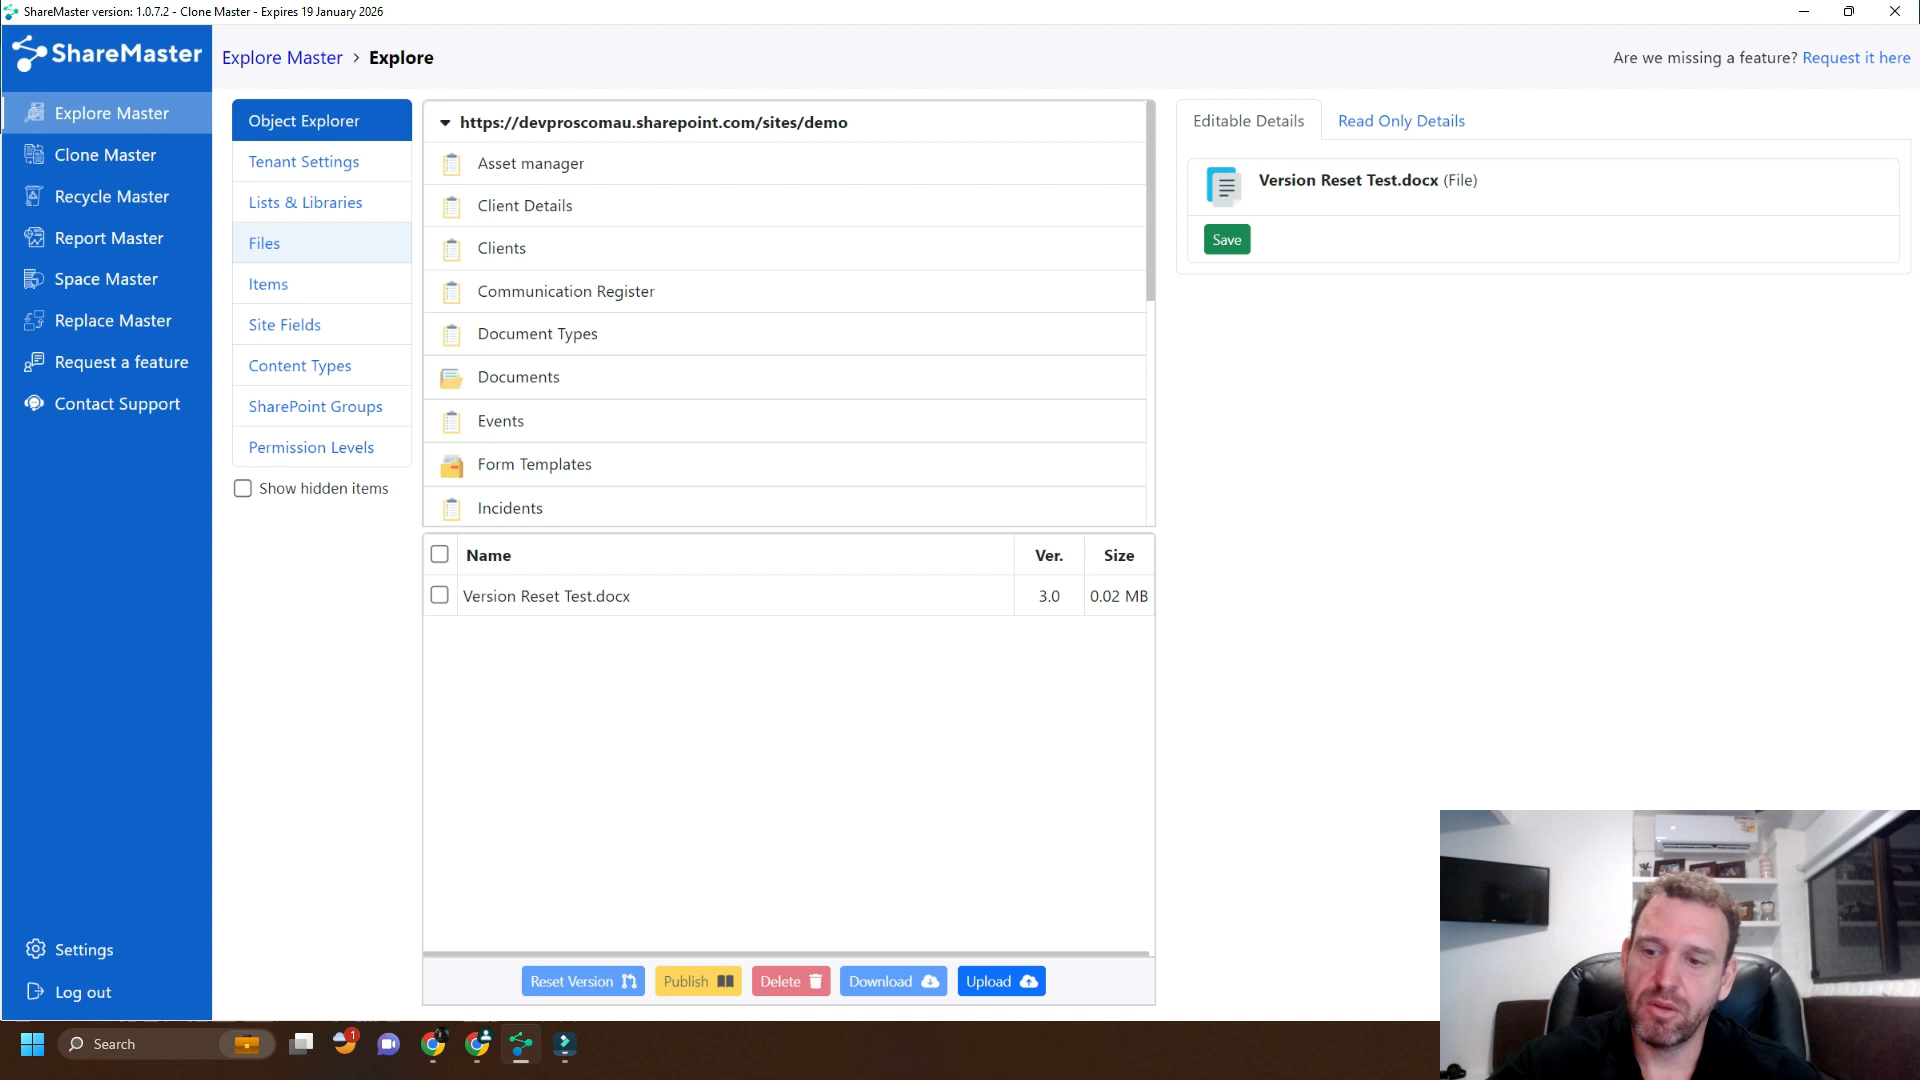 ShareMaster version: 1.0.7.2 - Clone Master - Expires 19 January 2026
ShareMaster
Explore Master > Explore
Are we missing a feature? Request it here
Explore Master
Clone Master
Recycle Master
Report Master
Space Master
Replace Master
Request a feature
Contact Support
Settings
Log out
Object Explorer
Tenant Settings
Lists & Libraries
Files
Items
Site Fields
Content Types
SharePoint Groups
Permission Levels
Show hidden items
https://devproscomau.sharepoint.com/sites/demo
Asset manager
Client Details
Clients
Communication Register
Document Types
Documents
Events
Form Templates
Incidents
Name Ver. Size
Version Reset Test.docx 3.0 0.02 MB
Reset Version Publish Delete Download Upload
Editable Details Read Only Details
Version Reset Test.docx (File)
Save
Search
1